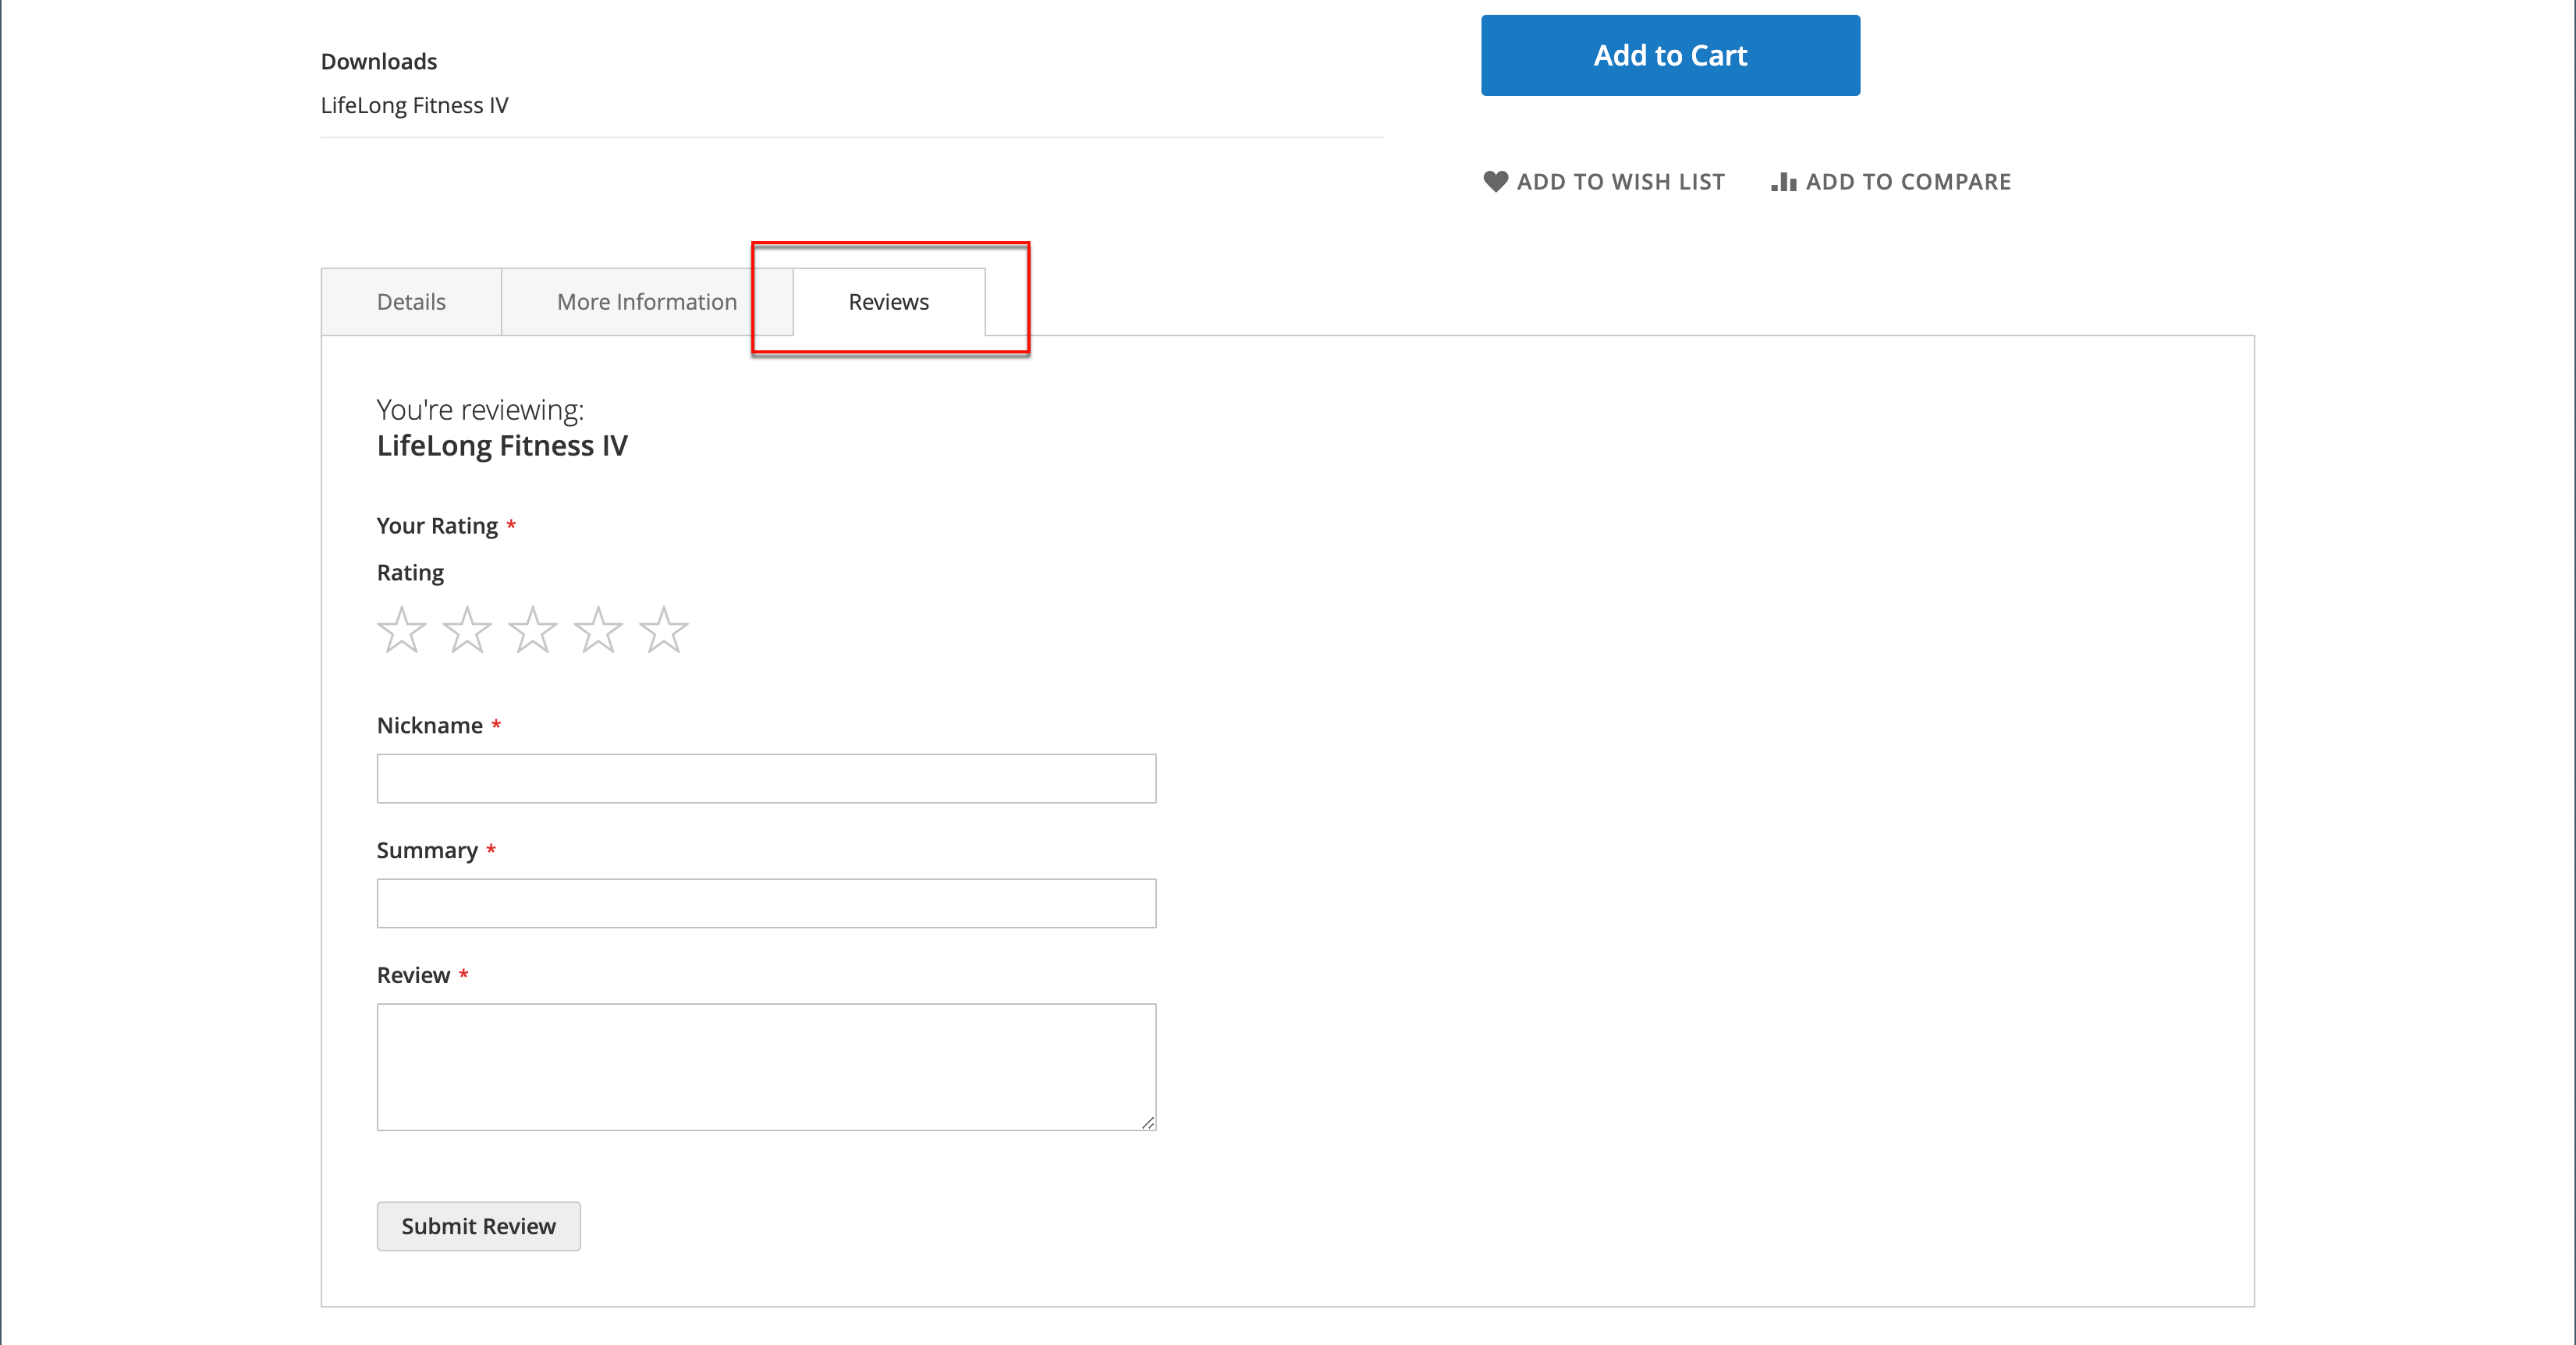 Downloads
LifeLong Fitness IV
Add to Cart
ADD TO WISH LIST
ADD TO COMPARE
Details
More Information
Reviews
You're reviewing:
LifeLong Fitness IV
Your Rating *
Rating
Nickname *
Summary *
Review *
Submit Review